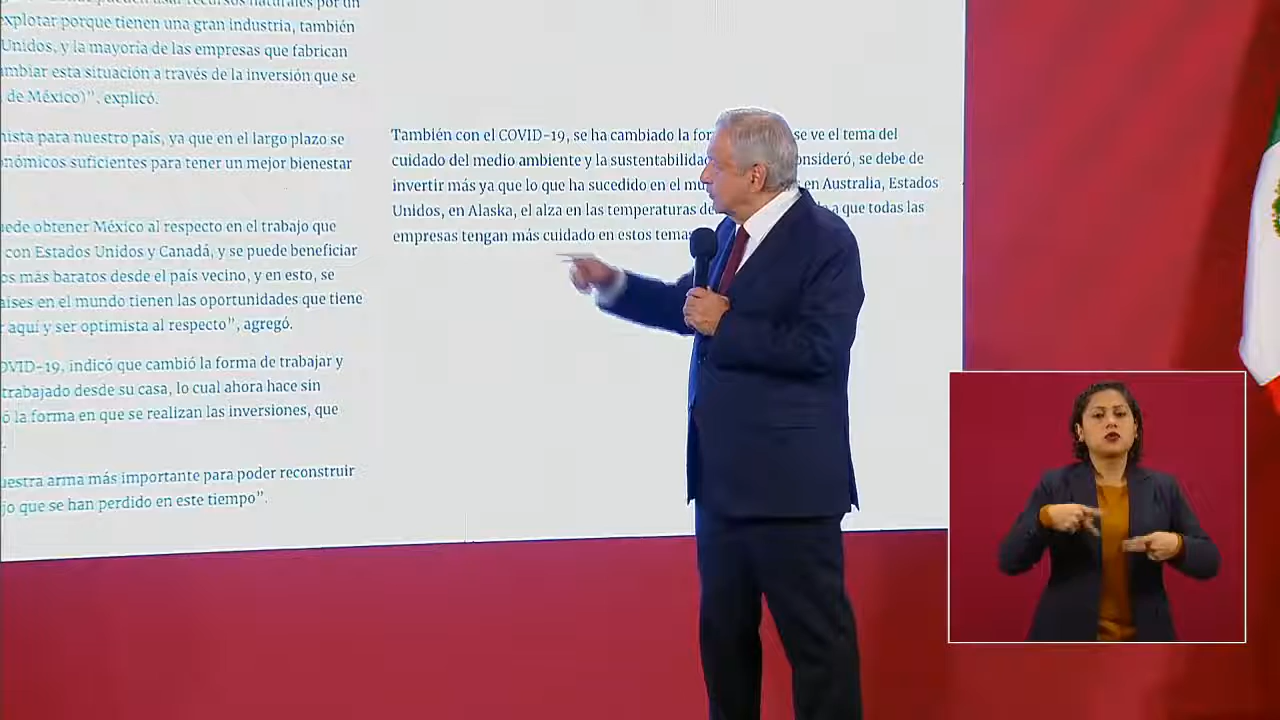 explotar porque tienen una gran industria, también
Unidos, y la mayoría de las empresas que fabrican
ambiar esta situación a través de la inversión que se
de México)”, explicó.
nista para nuestro país, ya que en el largo plazo se
onómicos suficientes para tener un mejor bienestar
uede obtener México al respecto en el trabajo que
con Estados Unidos y Canadá, y se puede beneficiar
os más baratos desde el país vecino, y en esto, se
aíses en el mundo tienen las oportunidades que tiene
r aquí y ser optimista al respecto”, agregó.
OVID-19, indicó que cambió la forma de trabajar y
trabajado desde su casa, lo cual ahora hace sin
ó la forma en que se realizan las inversiones, que
uestra arma más importante para poder reconstruir
jo que se han perdido en este tiempo”.
También con el COVID-19, se ha cambiado la for se ve el tema del
cuidado del medio ambiente y la sustentabilidad onsideró, se debe de
invertir más ya que lo que ha sucedido en el mu en Australia, Estados
Unidos, en Alaska, el alza en las temperaturas de a que todas las
empresas tengan más cuidado en estos temas